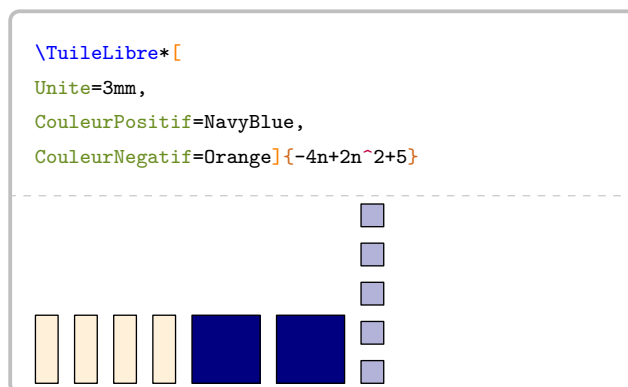 \TuileLibre*[
Unite=3mm,
CouleurPositif=NavyBlue,
CouleurNegatif=Orange]{-4n+2n^2+5}